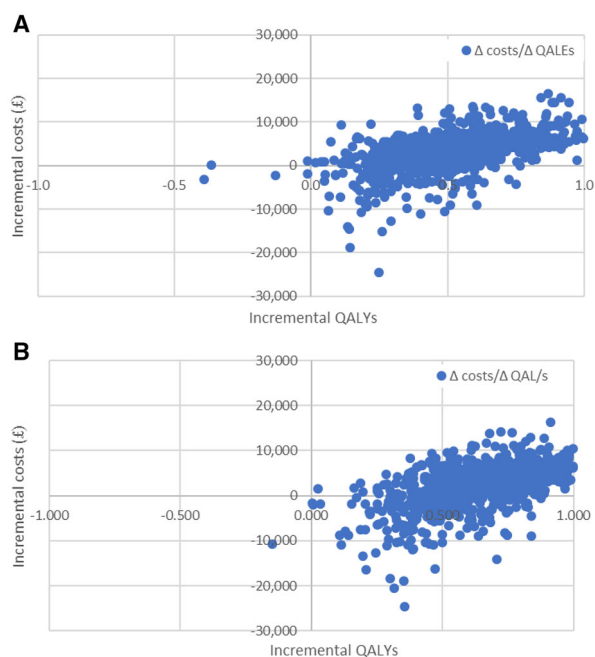 A
30,000
Δ costs/Δ QALEs
20,000
10,000
0
-1.0
-0.5
0.0
1.0
-10,000
-20,000
-30,000
Incremental costs (£)
Incremental QALYs
B
30,000
Δ costs/Δ QAL/s
20,000
10,000
0
-1.000
-0.500
0.000
0.500
1.000
-10,000
-20,000
-30,000
Incremental costs (£)
Incremental QALYs